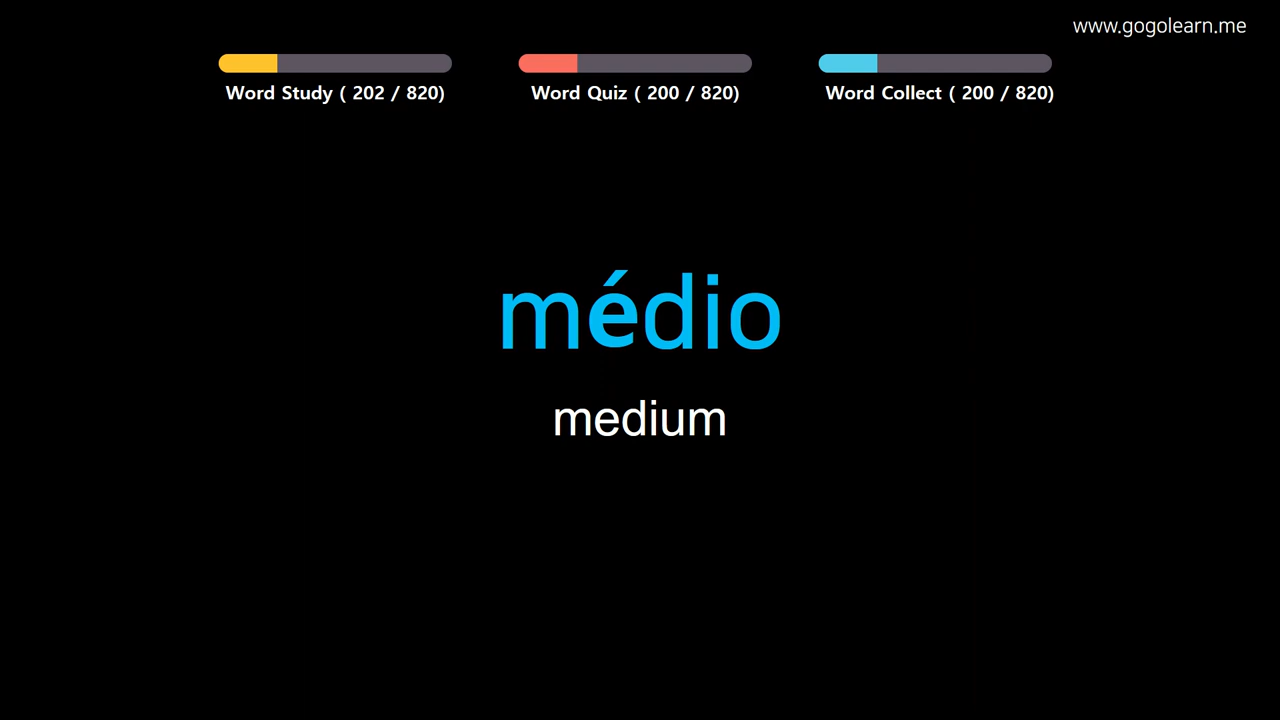 www.gogolearn.me
Word Study ( 202 / 820)
Word Quiz ( 200 / 820)
Word Collect ( 200 / 820)
médio
medium